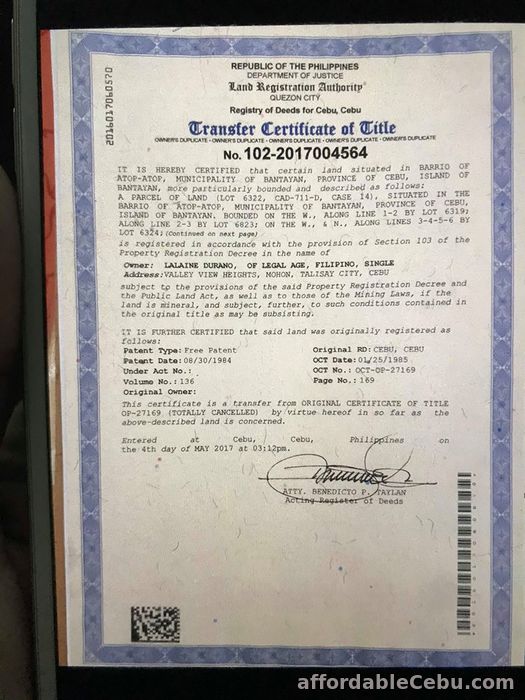 2016017060570
REPUBLIC OF THE PHILIPPINES
DEPARTMENT OF JUSTICE
Land Registration Authority
QUEZON CITY
Registry of Deeds for Cebu, Cebu
Transfer Certificate of Title
OWNER'S DUPLICATE • OWNER'S DUPLICATE • OWNER'S DUPLICATE • OWNER'S DUPLICATE • OWNER'S DUPLICATE
No. 102-2017004564
IT IS HEREBY CERTIFIED that certain land situated in BARRIO OF
ATOP-ATOP, MUNICIPALITY OF BANTAYAN, PROVINCE OF CEBU, ISLAND OF
BANTAYAN, more particularly bounded and described as follows:
A PARCEL OF LAND (LOT 6322, CAD-711-D, CASE 14), SITUATED IN THE
BARRIO OF ATOP-ATOP, MUNICIPALITY OF BANTAYAN, PROVINCE OF CEBU,
ISLAND OF BANTAYAN. BOUNDED ON THE W., ALONG LINE 1-2 BY LOT 6319;
ALONG LINE 2-3 BY LOT 6823; ON THE W., & N., ALONG LINES 3-4-5-6 BY
LOT 6324; (continued on next page)
is registered in accordance with the provision of Section 103 of the
Property Registration Decree in the name of
Owner: LALAINE DURANO, OF LEGAL AGE, FILIPINO, SINGLE
Address: VALLEY VIEW HEIGHTS, MOHON, TALISAY CITY, CEBU
subject to the provisions of the said Property Registration Decree and
the Public Land Act, as well as to those of the Mining Laws, if the
land is mineral, and subject, further, to such conditions contained in
the original title as may be subsisting.
IT IS FURTHER CERTIFIED that said land was originally registered as
follows:
Patent Type: Free Patent Original RD: CEBU, CEBU
Patent Date: 08/30/1984 OCT Date: 01/25/1985
Under Act No.: OCT No.: OCT-OP-27169
Volume No.: 136 Page No.: 169
Original Owner:
This certificate is a transfer from ORIGINAL CERTIFICATE OF TITLE
OP-27169 (TOTALLY CANCELLED) by virtue hereof in so far as the
above-described land is concerned.
Entered at Cebu, Cebu, Philippines on
the 4th day of MAY 2017 at 03:12pm.
ATTY. BENEDICTO P. TAYLAN
Acting Register of Deeds
affordableCebu.com